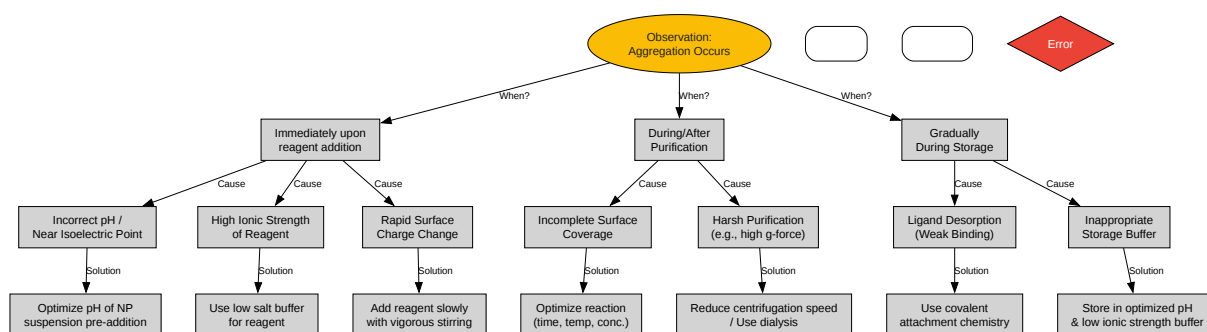 Observation:
Aggregation Occurs
Error
When?
When?
When?
Immediately upon
reagent addition
During/After
Purification
Gradually
During Storage
Cause
Cause
Cause
Cause
Cause
Cause
Cause
Incorrect pH /
Near Isoelectric Point
High Ionic Strength
of Reagent
Rapid Surface
Charge Change
Incomplete Surface
Coverage
Harsh Purification
(e.g., high g-force)
Ligand Desorption
(Weak Binding)
Inappropriate
Storage Buffer
Solution
Solution
Solution
Solution
Solution
Solution
Solution
Optimize pH of NP
suspension pre-addition
Use low salt buffer
for reagent
Add reagent slowly
with vigorous stirring
Optimize reaction
(time, temp, conc.)
Reduce centrifugation speed
/ Use dialysis
Use covalent
attachment chemistry
Store in optimized pH
& low ionic strength buffer